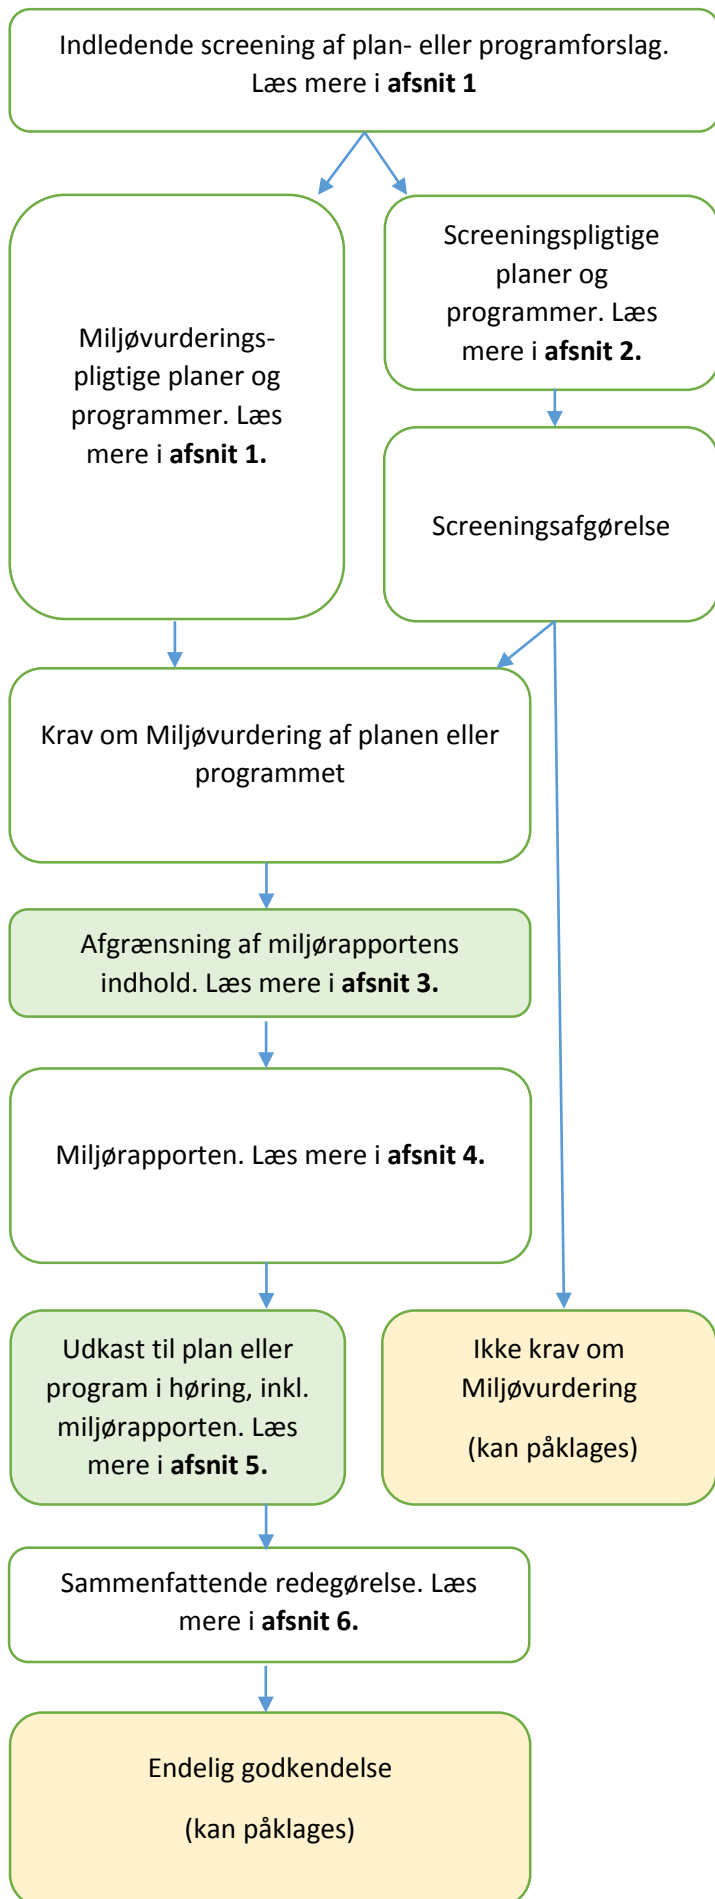 Indledende screening af plan- eller programforslag.
Læs mere i afsnit 1
Miljøvurderings-
pligtige planer og
programmer. Læs
mere i afsnit 1.
Screeningspligtige
planer og
programmer. Læs
mere i afsnit 2.
Screeningsafgørelse
Krav om Miljøvurdering af planen eller
programmet
Afgrænsning af miljørapportens
indhold. Læs mere i afsnit 3.
Miljørapporten. Læs mere i afsnit 4.
Udkast til plan eller
program i høring, inkl.
miljørapporten. Læs
mere i afsnit 5.
Ikke krav om
Miljøvurdering
(kan påklages)
Sammenfattende redegørelse. Læs
mere i afsnit 6.
Endelig godkendelse
(kan påklages)